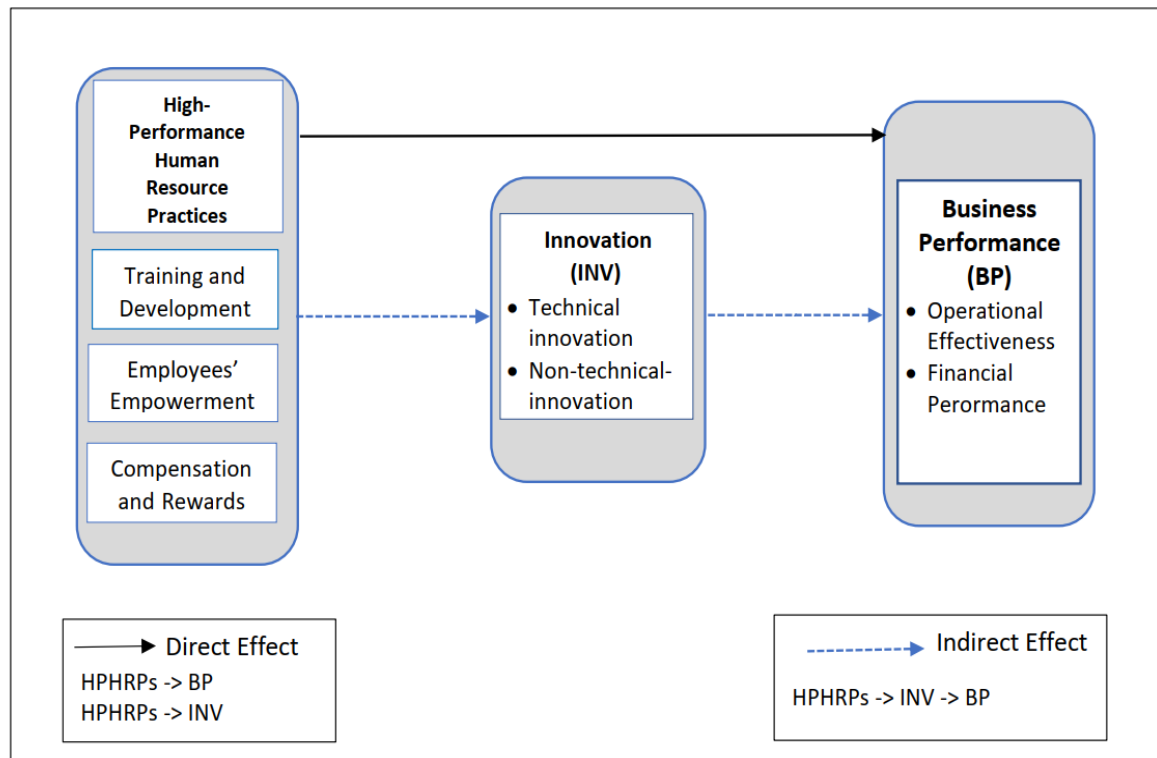 High-
Performance
Human
Resource
Practices
Training and
Development
Employees’
Empowerment
Compensation
and Rewards
Innovation
(INV)
• Technical
innovation
• Non-technical-
innovation
Business
Performance
(BP)
• Operational
Effectiveness
• Financial
Perormance
Direct Effect
HPHRPs -> BP
HPHRPs -> INV
Indirect Effect
HPHRPs -> INV -> BP